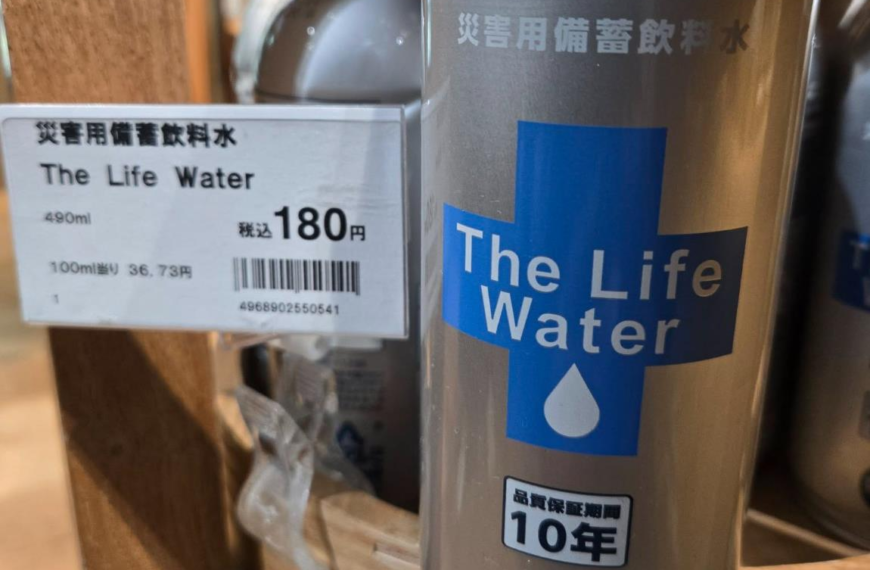 災害用備蓄飲料水
The Life Water
490ml
税込180円
100ml当り 36.73円
1
4968902550541
災害用備蓄飲料水
The Life
Water
品質保証期間
10年